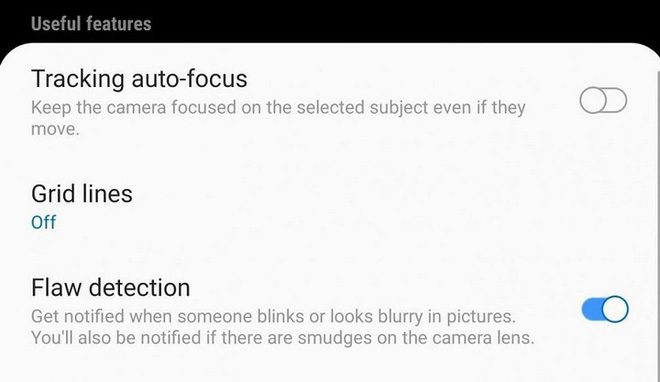 Useful features
Tracking auto-focus
Keep the camera focused on the selected subject even if they
move.
Grid lines
Off
Flaw detection
Get notified when someone blinks or looks blurry in pictures.
You'll also be notified if there are smudges on the camera lens.